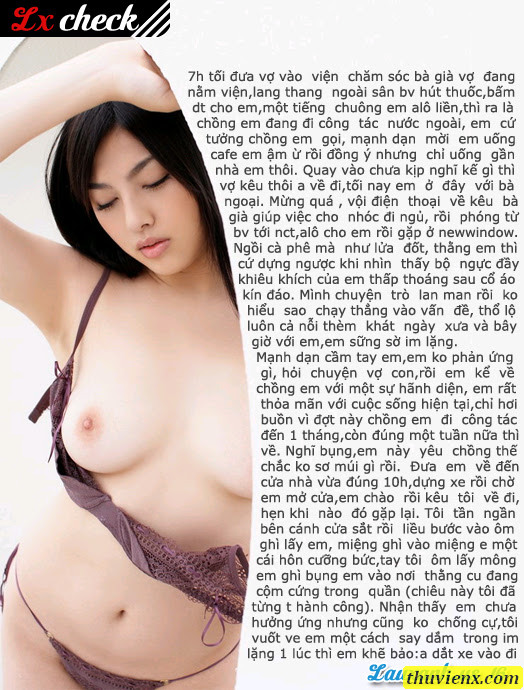 Lx check
7h tối đưa vợ vào viện chăm sóc bà già vợ đang
nằm viện,lang thang ngoài sân bv hút thuốc,bấm
dt cho em,một tiếng chuông em alô liền,thì ra là
chồng em đang đi công tác nước ngoài, em cứ
tưởng chồng em gọi, mạnh dạn mời em uống
cafe em ậm ừ rồi đồng ý nhưng chỉ uống gần
nhà em thôi. Quay vào chưa kịp nghĩ kế gì thì
vợ kêu thôi a về đi,tối nay em ở đây với bà
ngoại. Mừng quá , vội điện thoại về kêu bà
già giúp việc cho nhóc đi ngủ, rồi phóng từ
bv tới nct,alô cho em rồi gặp ở newwindow.
Ngồi cà phê mà như lửa đốt, thằng em thì
cứ dựng ngược khi nhìn thấy bộ ngực đầy
khiêu khích của em thấp thoáng sau cổ áo
kín đáo. Mình chuyện trò lan man rồi ko
hiểu sao chạy thẳng vào vấn đề, thổ lộ
luôn cả nỗi thèm khát ngày xưa và bây
giờ với em,em sững sờ im lặng.
Mạnh dạn cầm tay em,em ko phản ứng
gì, hỏi chuyện vợ con,rồi em kể về
chồng em với một sự hãnh diện, em rất
thỏa mãn với cuộc sống hiện tại,chỉ hơi
buồn vì đợt này chồng em đi công tác
đến 1 tháng,còn đúng một tuần nữa thì
về. Nghĩ bụng,em này yêu chồng thế
chắc ko sơ múi gì rồi. Đưa em về đến
cửa nhà vừa đúng 10h,dựng xe rồi chờ
em mở cửa,em chào rồi kêu tôi về đi,
hẹn khi nào đó gặp lại. Tôi tần ngần
bên cánh cửa sắt rồi liều bước vào ôm
ghì lấy em, miệng ghì vào miệng e một
cái hôn cưỡng bức,tay tôi ôm lấy mông
em ghì bụng em vào nơi thằng cu đang
cộm cứng trong quần (chiêu này tôi đã
từng t hành công). Nhận thấy em chưa
hưởng ứng nhưng cũng ko chống cự,tôi
vuốt ve em một cách say đắm trong im
lặng 1 lúc thì em khẽ bảo:a dắt xe vào đi
thuvienx.com